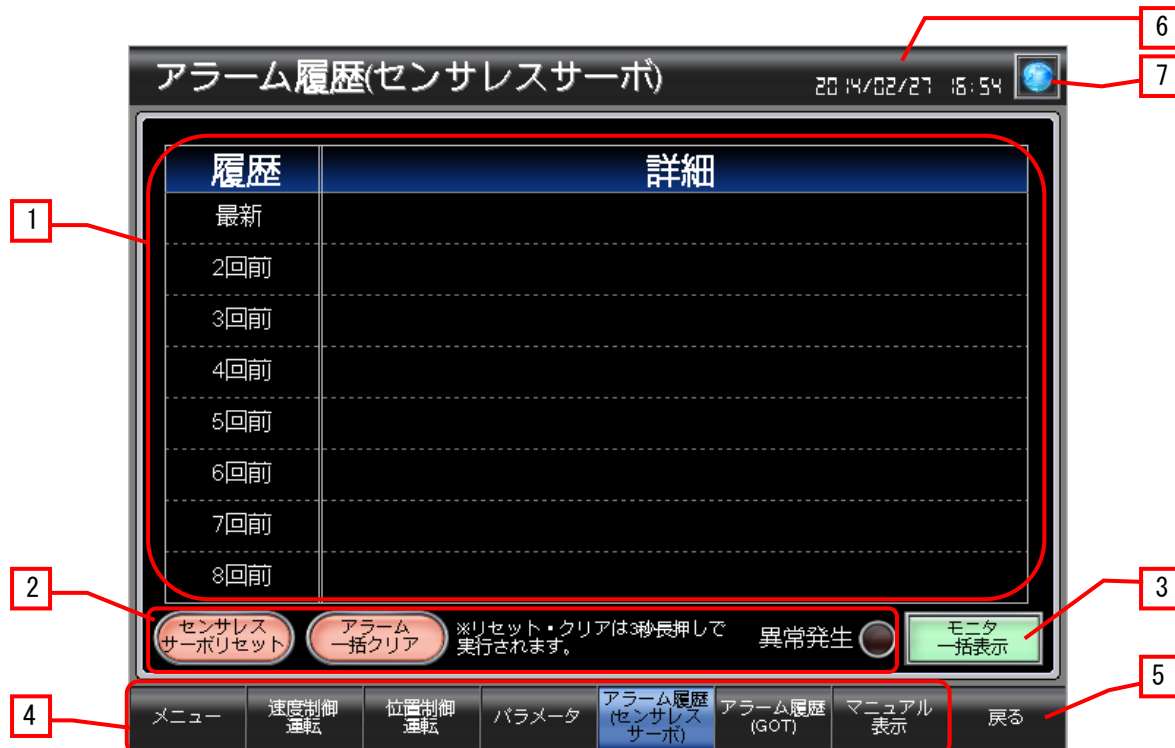 6
アラーム履歴(センサレスサーボ)
2014/02/27 16:54
7
履歴 詳細
1
最新
2回前
3回前
4回前
5回前
6回前
7回前
8回前
2
3
センサレス
サーボリセット
アラーム
一括クリア
※リセット・クリアは3秒長押しで
実行されます。
異常発生
モニタ
一括表示
5
4
メニュー
速度制御
運転
位置制御
運転
パラメータ
アラーム履歴
(センサレス
サーボ)
アラーム履歴
(GOT)
マニュアル
表示
戻る